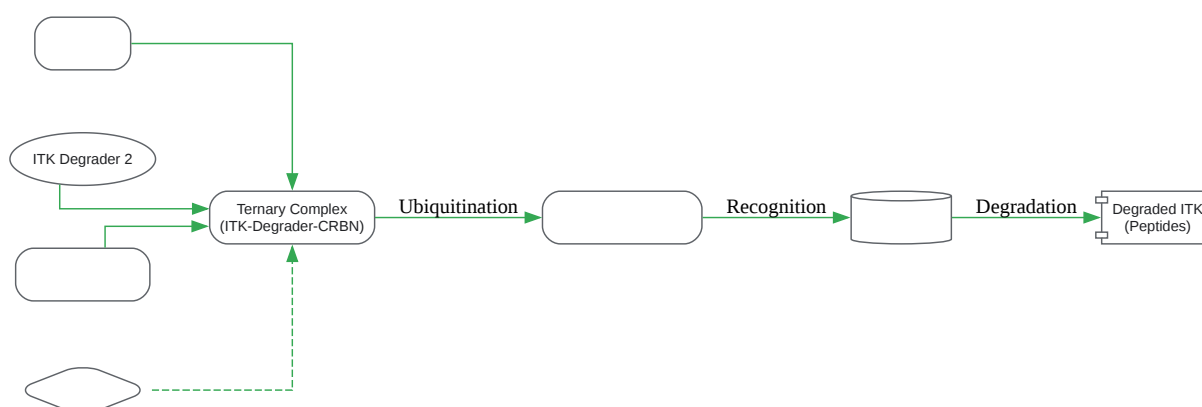 ITK Degrader 2
Ternary Complex
(ITK-Degrader-CRBN)
Ubiquitination
Recognition
Degradation
Degraded ITK
(Peptides)